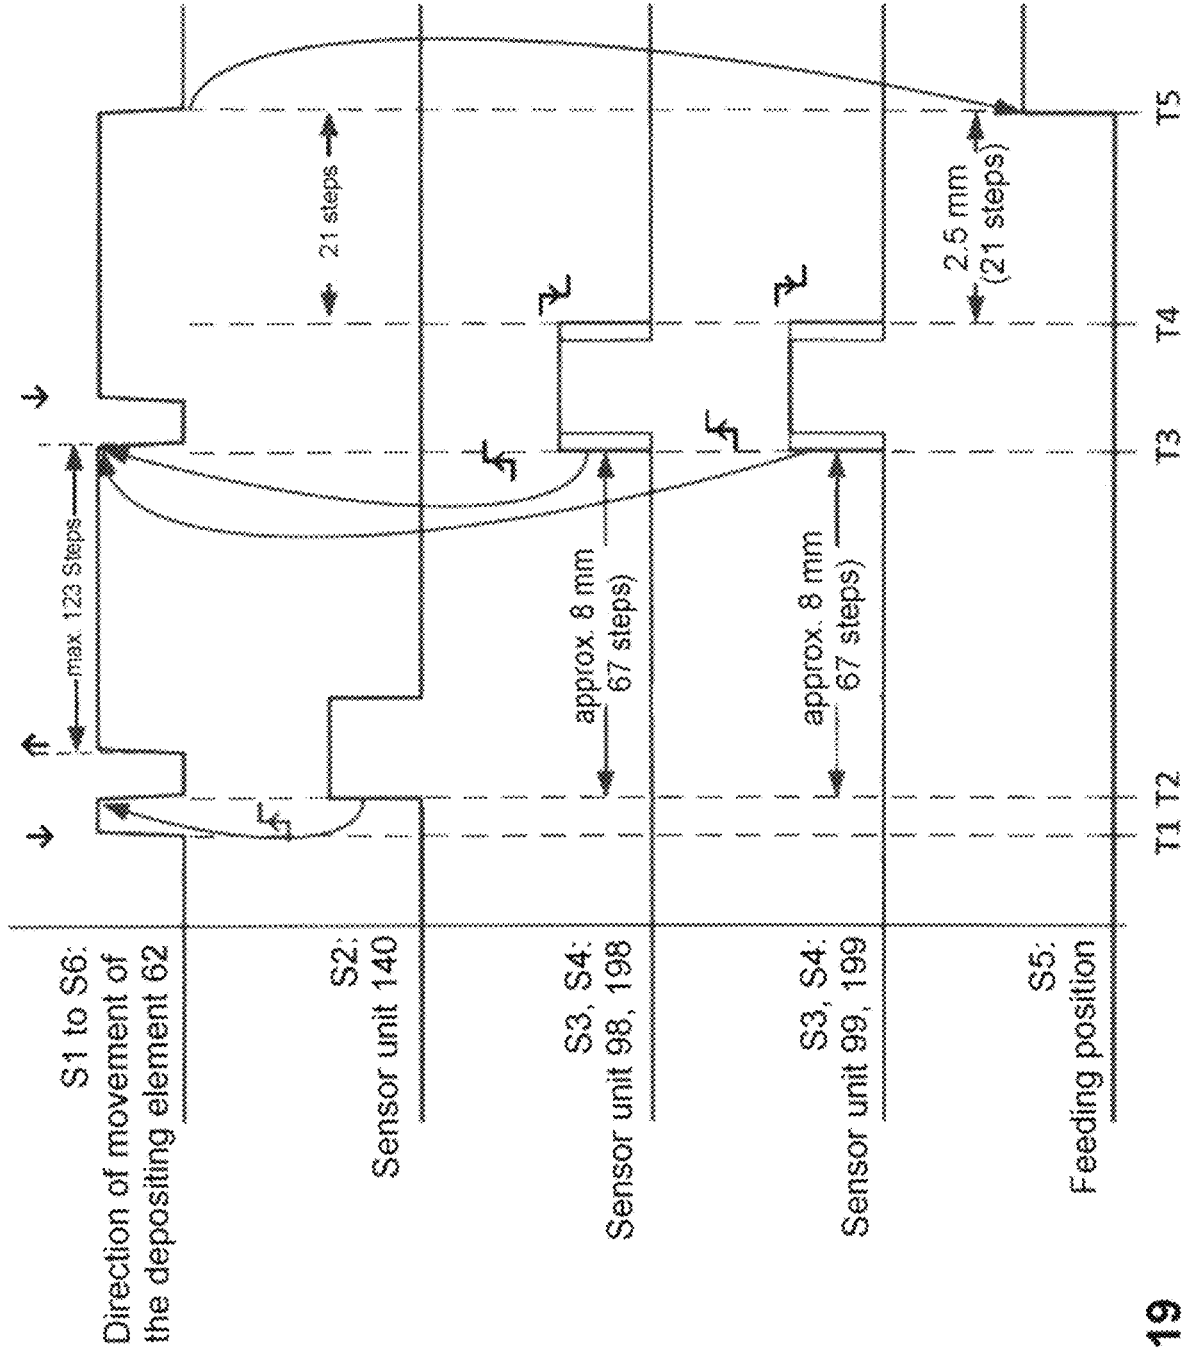 S1 to S6:
Direction of movement of
the depositing element 62
max. 123 Steps
S2:
Sensor unit 140
21 steps
S3, S4:
Sensor unit 98, 198
approx. 8 mm
67 steps)
S3, S4:
Sensor unit 99, 199
approx. 8 mm
67 steps)
S5:
Feeding position
2.5 mm
(21 steps)
T1 T2 T3 T4 T5
19